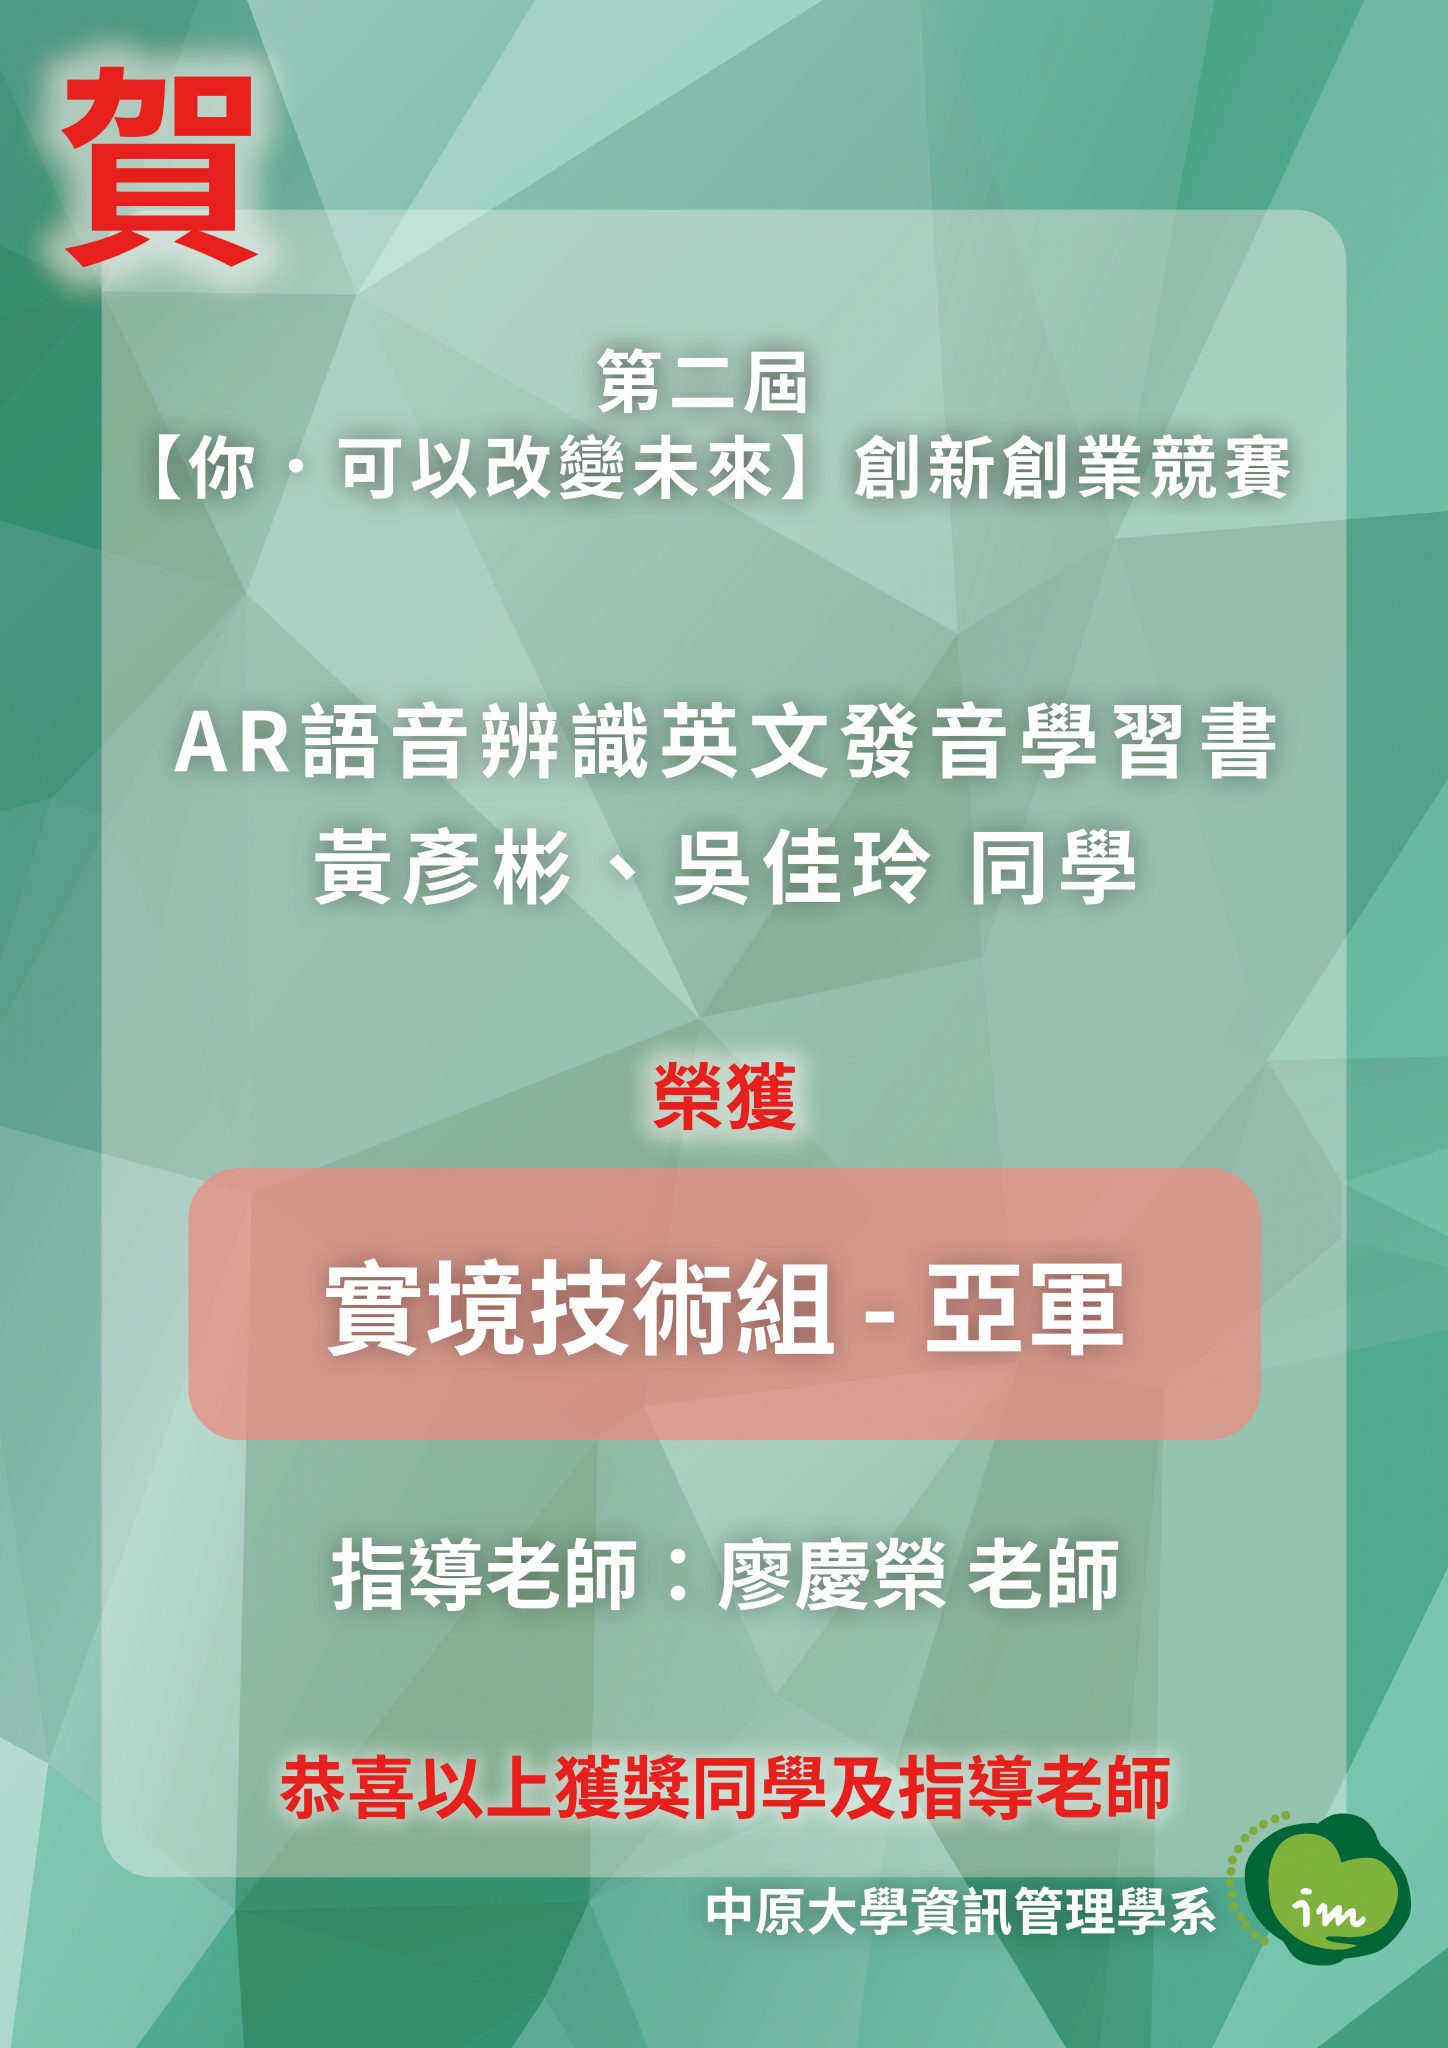 賀
第二屆
【你‧可以改變未來】創新創業競賽
AR語音辨識英文發音學習書
黃彥彬、吳佳玲 同學
榮獲
實境技術組 - 亞軍
指導老師：廖慶榮 老師
恭喜以上獲獎同學及指導老師
中原大學資訊管理學系
im